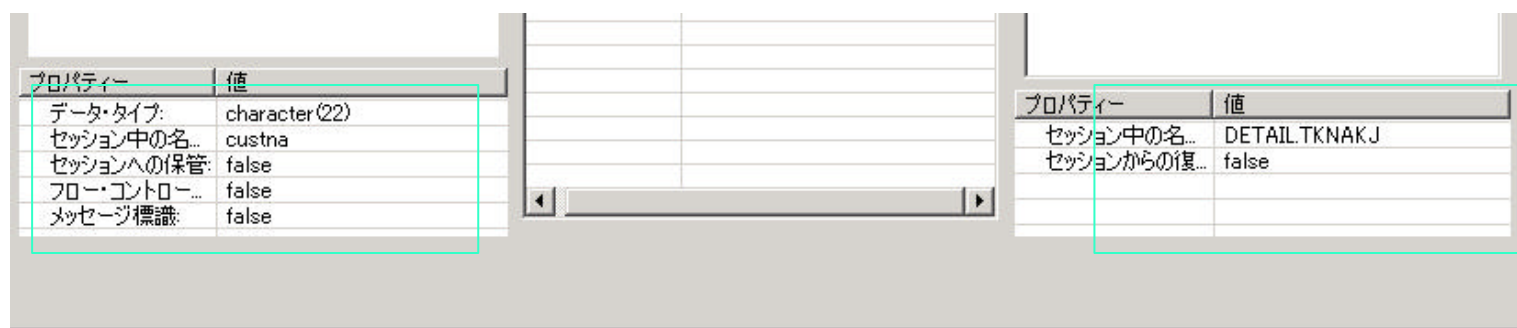 プロパティー 値
データ・タイプ: character(22)
セッション中の名... custna
セッションへの保管: false
フロー・コントロー... false
メッセージ標識: false
プロパティー 値
セッション中の名... DETAIL.TKNAKJ
セッションからの復... false